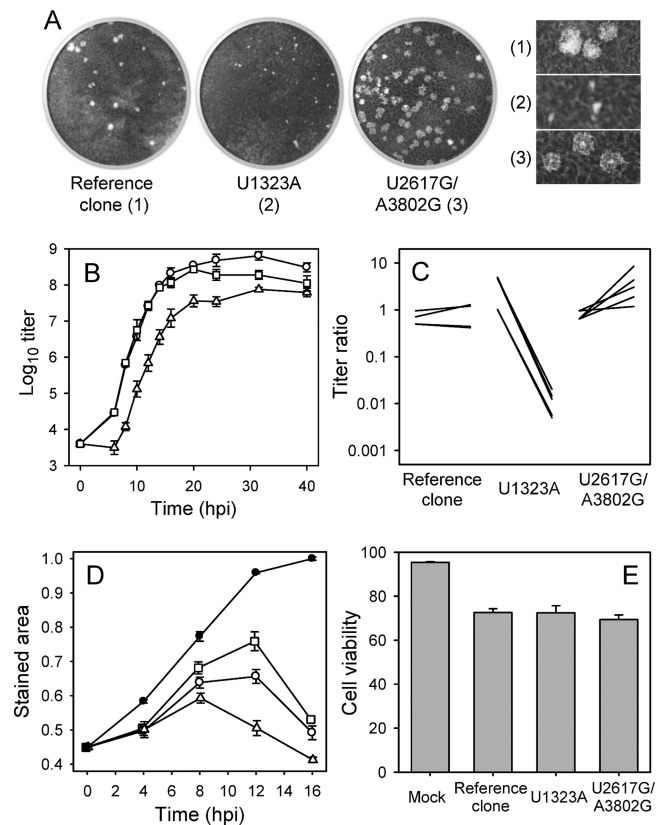 A
Reference
clone (1)
U1323A
(2)
U2617G/
A3802G (3)
(1)
(2)
(3)
B
Log10 titer
9
8
7
6
5
4
3
0 10 20 30 40
Time (hpi)
C
Titer ratio
10
1
0.1
0.01
0.001
Reference
clone
U1323A
U2617G/
A3802G
D
Stained area
1.0
0.9
0.8
0.7
0.6
0.5
0.4
0 2 4 6 8 10 12 14 16
Time (hpi)
E
Cell viability
100
80
60
40
20
0
Mock
Reference
clone
U1323A
U2617G/
A3802G